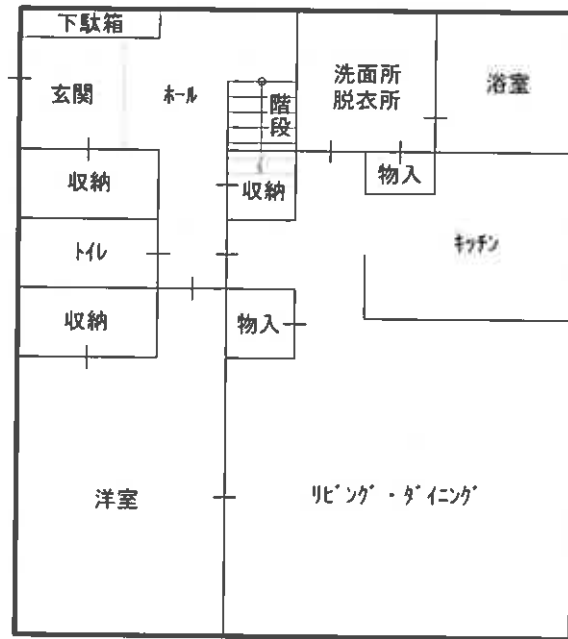 下駄箱
玄関
ホール
階段
洗面所
脱衣所
浴室
収納
収納
物入
トイレ
キッチン
収納
物入
洋室
リビング・ダイニング